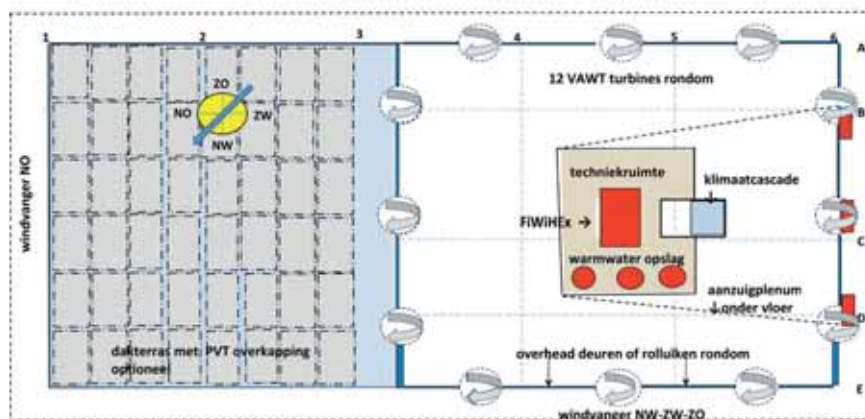 1 2 3 4 5 6
A
12 VAWT turbines rondom
ZO
NO ZW
NW
B
windvanger NO
techniekruimte
klimaatcascade
FiWiHEx →
C
warmwater opslag
aanzuigplenum
↓onder vloer
D
dakterras met PVT overkapping
optioneel
overhead deuren of rolluiken rondom
E
windvanger NW-ZW-ZO